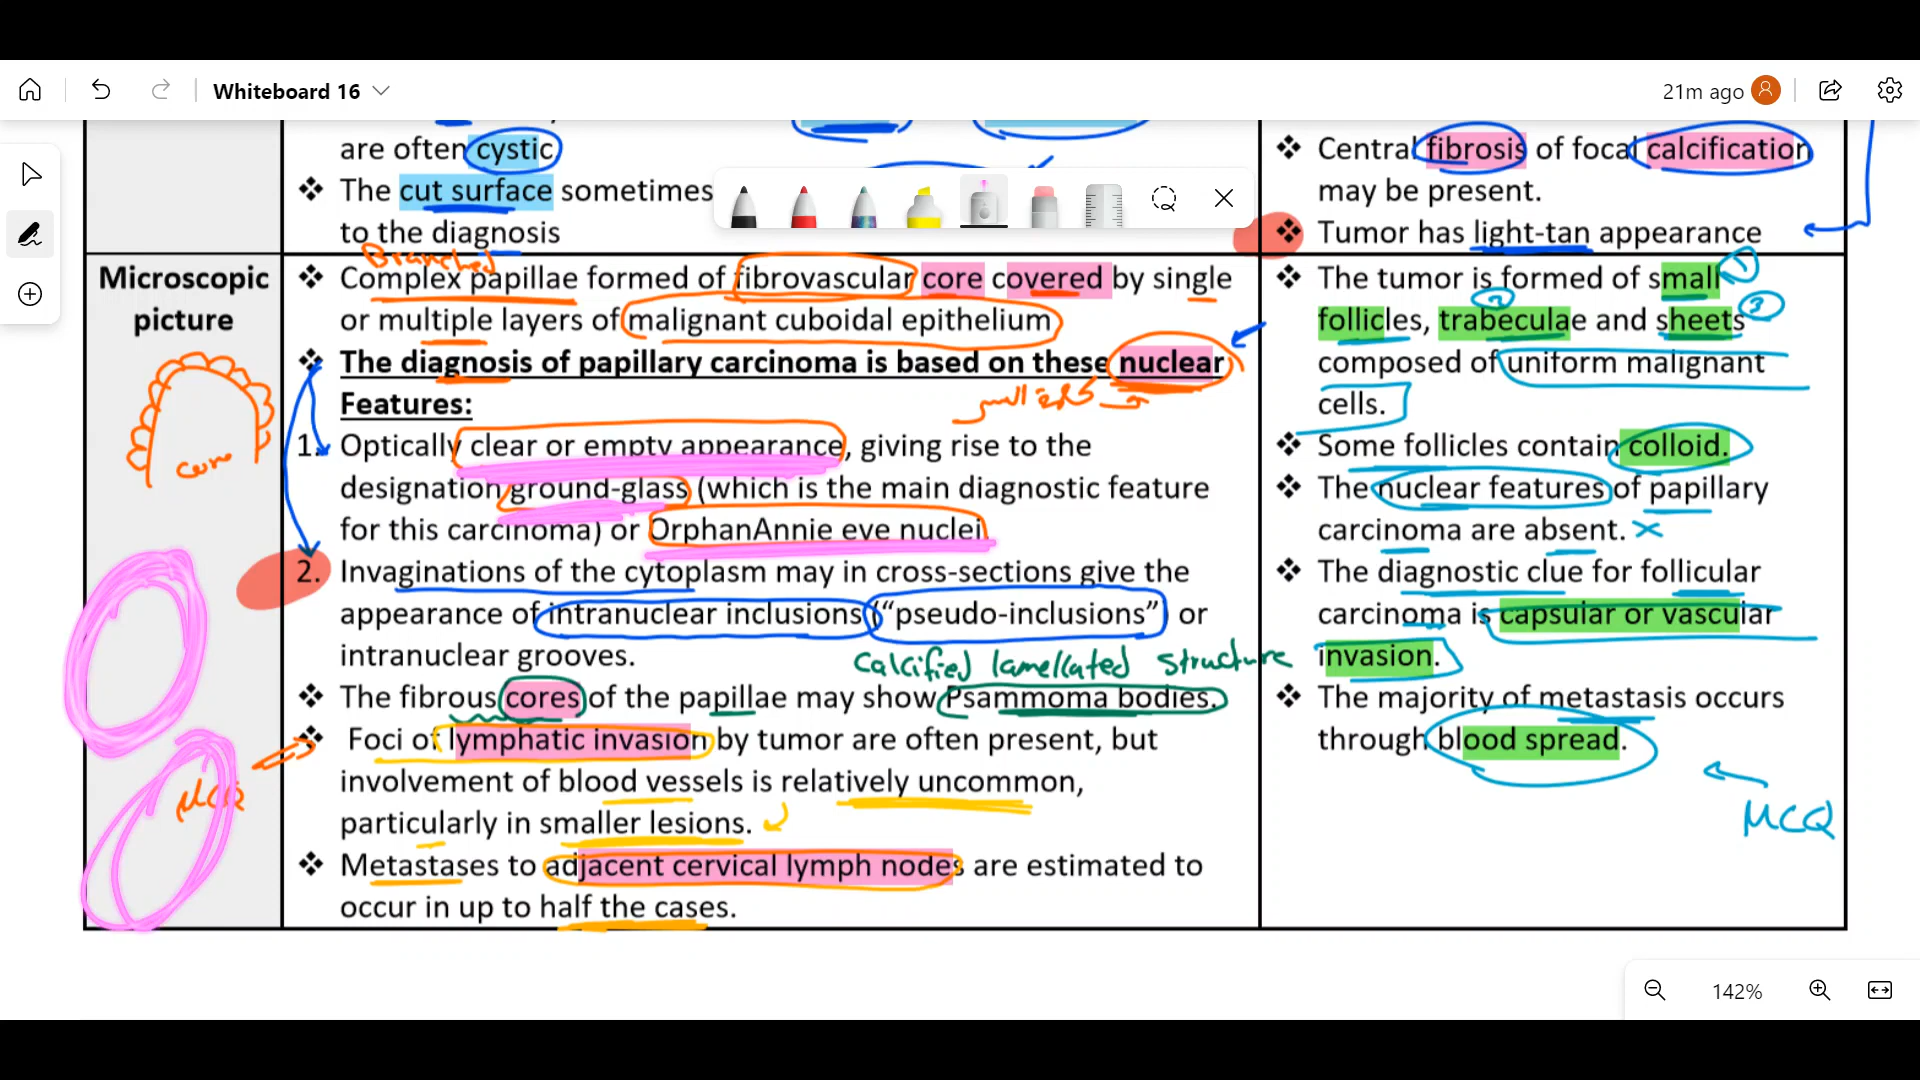 Whiteboard 16
21m ago
are often cystic.
The cut surface sometimes
to the diagnosis
Central fibrosis of focal calcification
may be present.
Tumor has light-tan appearance
Microscopic
picture
core
MCQ
Branched
Complex papillae formed of fibrovascular core covered by single
or multiple layers of malignant cuboidal epithelium
The diagnosis of papillary carcinoma is based on these nuclear
Features:
1. Optically clear or empty appearance, giving rise to the
designation ground-glass (which is the main diagnostic feature
for this carcinoma) or OrphanAnnie eye nuclei
2. Invaginations of the cytoplasm may in cross-sections give the
appearance of intranuclear inclusions ("pseudo-inclusions") or
intranuclear grooves.
Calcified lamellated structure
The fibrous cores of the papillae may show Psammoma bodies.
Foci of lymphatic invasion by tumor are often present, but
involvement of blood vessels is relatively uncommon,
particularly in smaller lesions.
Metastases to adjacent cervical lymph nodes are estimated to
occur in up to half the cases.
The tumor is formed of small 1
2
follicles, trabeculae and sheets 3
composed of uniform malignant
cells.
Some follicles contain colloid.
The nuclear features of papillary
carcinoma are absent. ×
The diagnostic clue for follicular
carcinoma is capsular or vascular
invasion.
The majority of metastasis occurs
through blood spread.
MCQ
142%